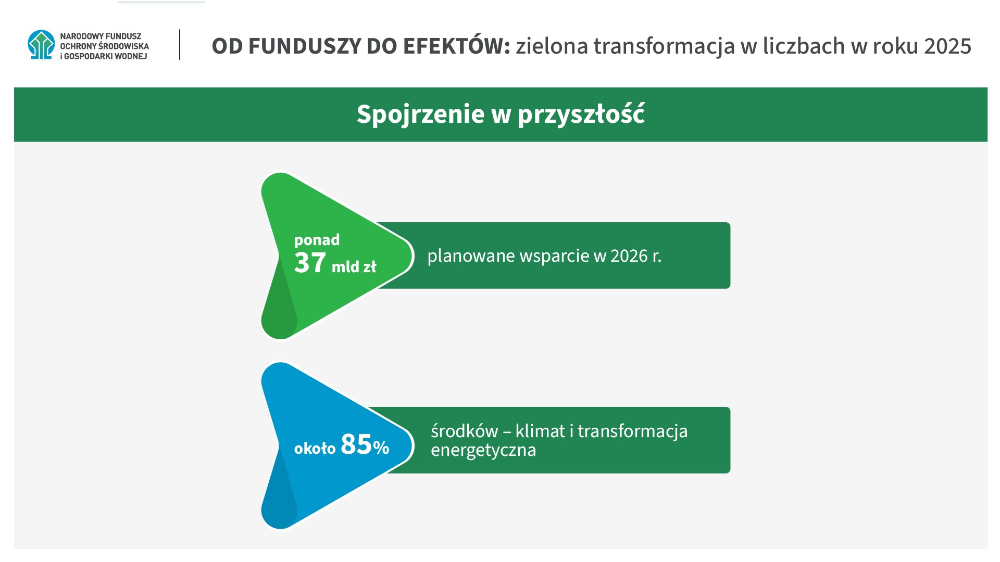 NARODOWY FUNDUSZ
OCHRONY ŚRODOWISKA
i GOSPODARKI WODNEJ
OD FUNDUSZY DO EFEKTÓW: zielona transformacja w liczbach w roku 2025
Spojrzenie w przyszłość
ponad
37 mld zł
planowane wsparcie w 2026 r.
około 85%
środków – klimat i transformacja
energetyczna